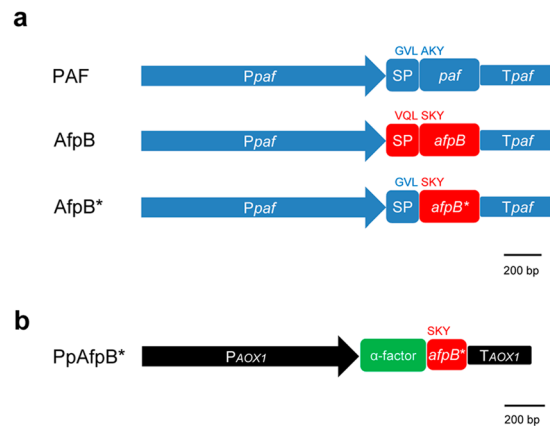 a
GVL AKY
PAF Ppaf SP paf Tpaf
VQL SKY
AfpB Ppaf SP afpB Tpaf
GVL SKY
AfpB* Ppaf SP afpB* Tpaf
200 bp
b
SKY
PpAfpB* PAOX1 α-factor afpB* TAOX1
200 bp